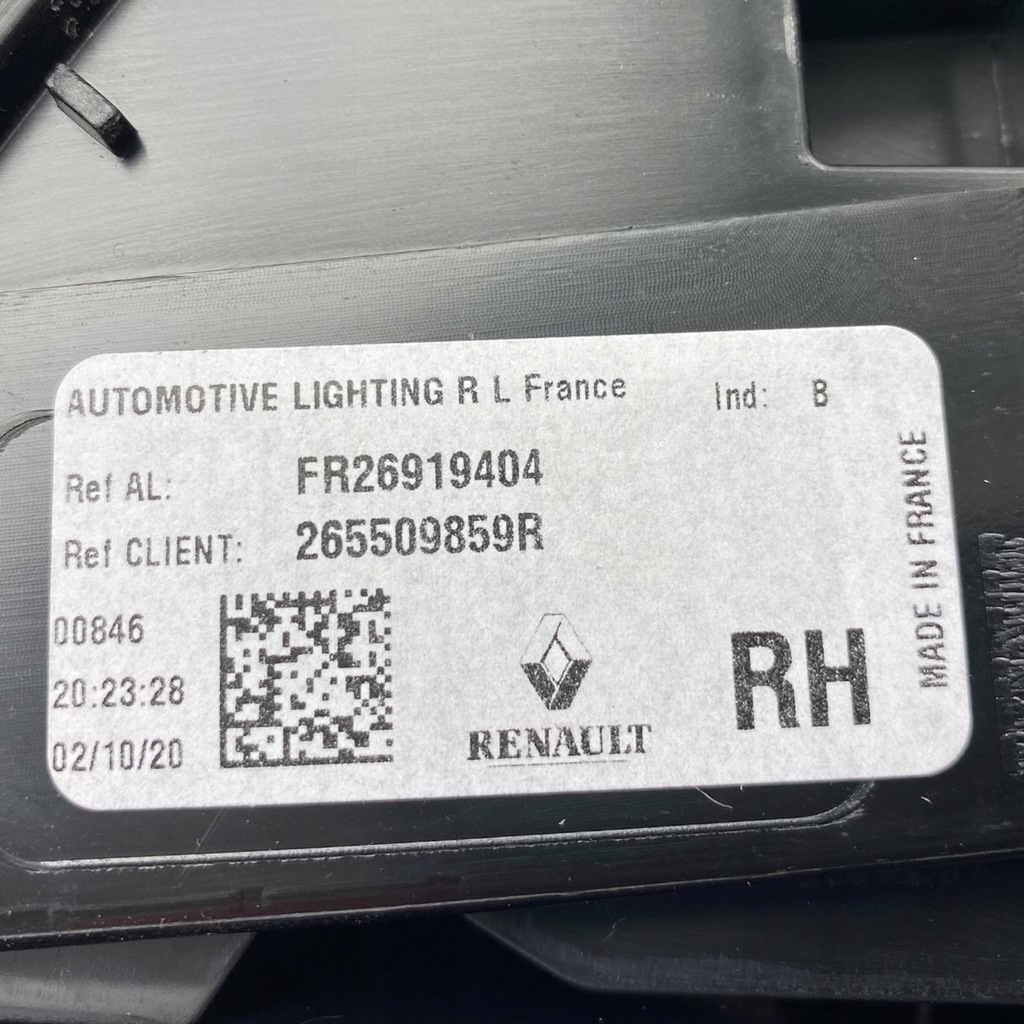 AUTOMOTIVE LIGHTING R L France Ind: B
Ref AL: FR26919404
Ref CLIENT: 265509859R
00846
20:23:28
02/10/20
RENAULT
RH
MADE IN FRANCE